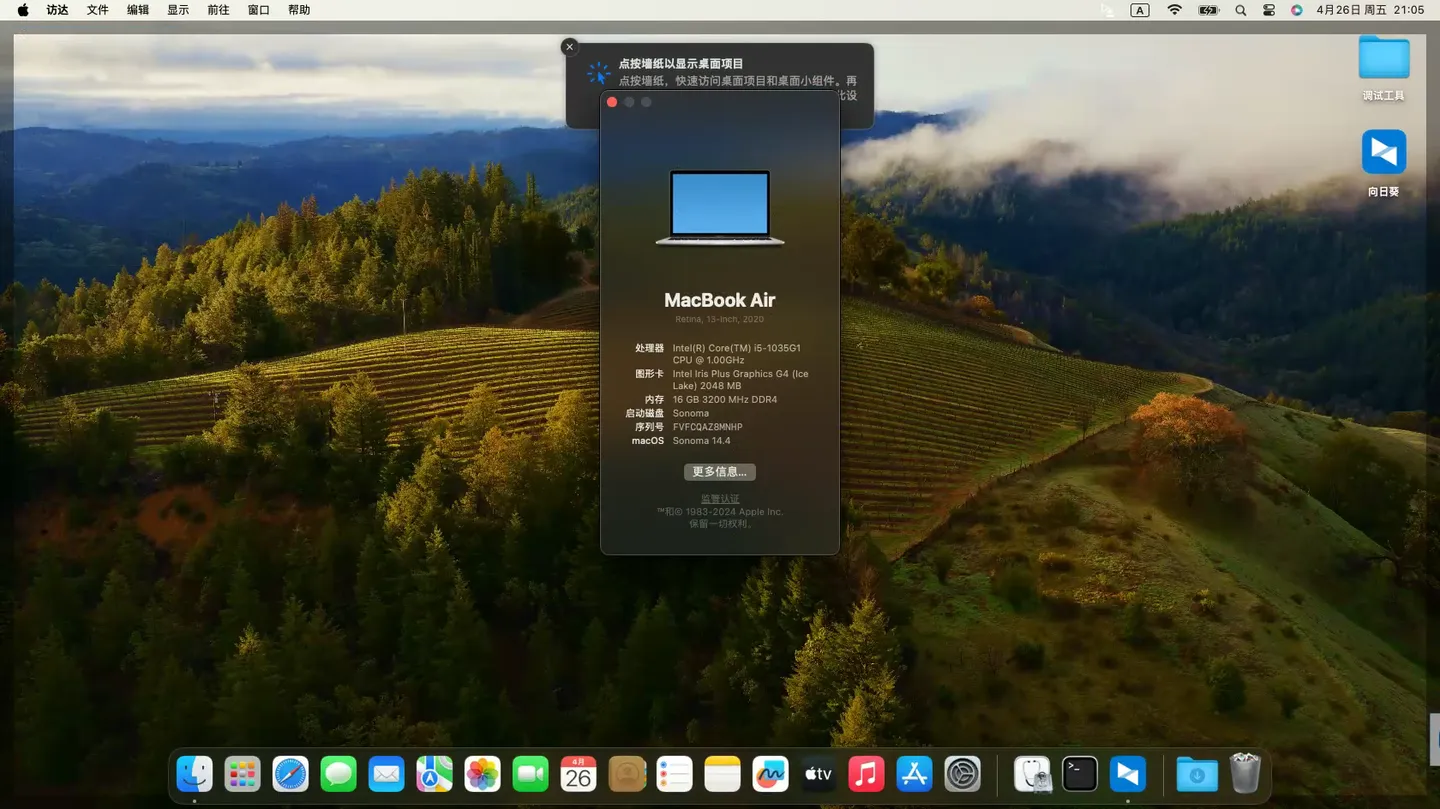 访达 文件 编辑 显示 前往 窗口 帮助 A 4月26日 周五 21:05
点按墙纸以显示桌面项目
点按墙纸，快速访问桌面项目和桌面小组件。再
比设
调试工具
向日葵
MacBook Air
Retina, 13-inch, 2020
处理器 Intel(R) Core(TM) i5-1035G1
CPU @ 1.00GHz
图形卡 Intel Iris Plus Graphics G4 (Ice
Lake) 2048 MB
内存 16 GB 3200 MHz DDR4
启动磁盘 Sonoma
序列号 FVFCQAZ8MNHP
macOS Sonoma 14.4
更多信息...
监管认证
™和© 1983-2024 Apple Inc.
保留一切权利。
4月
26
tv